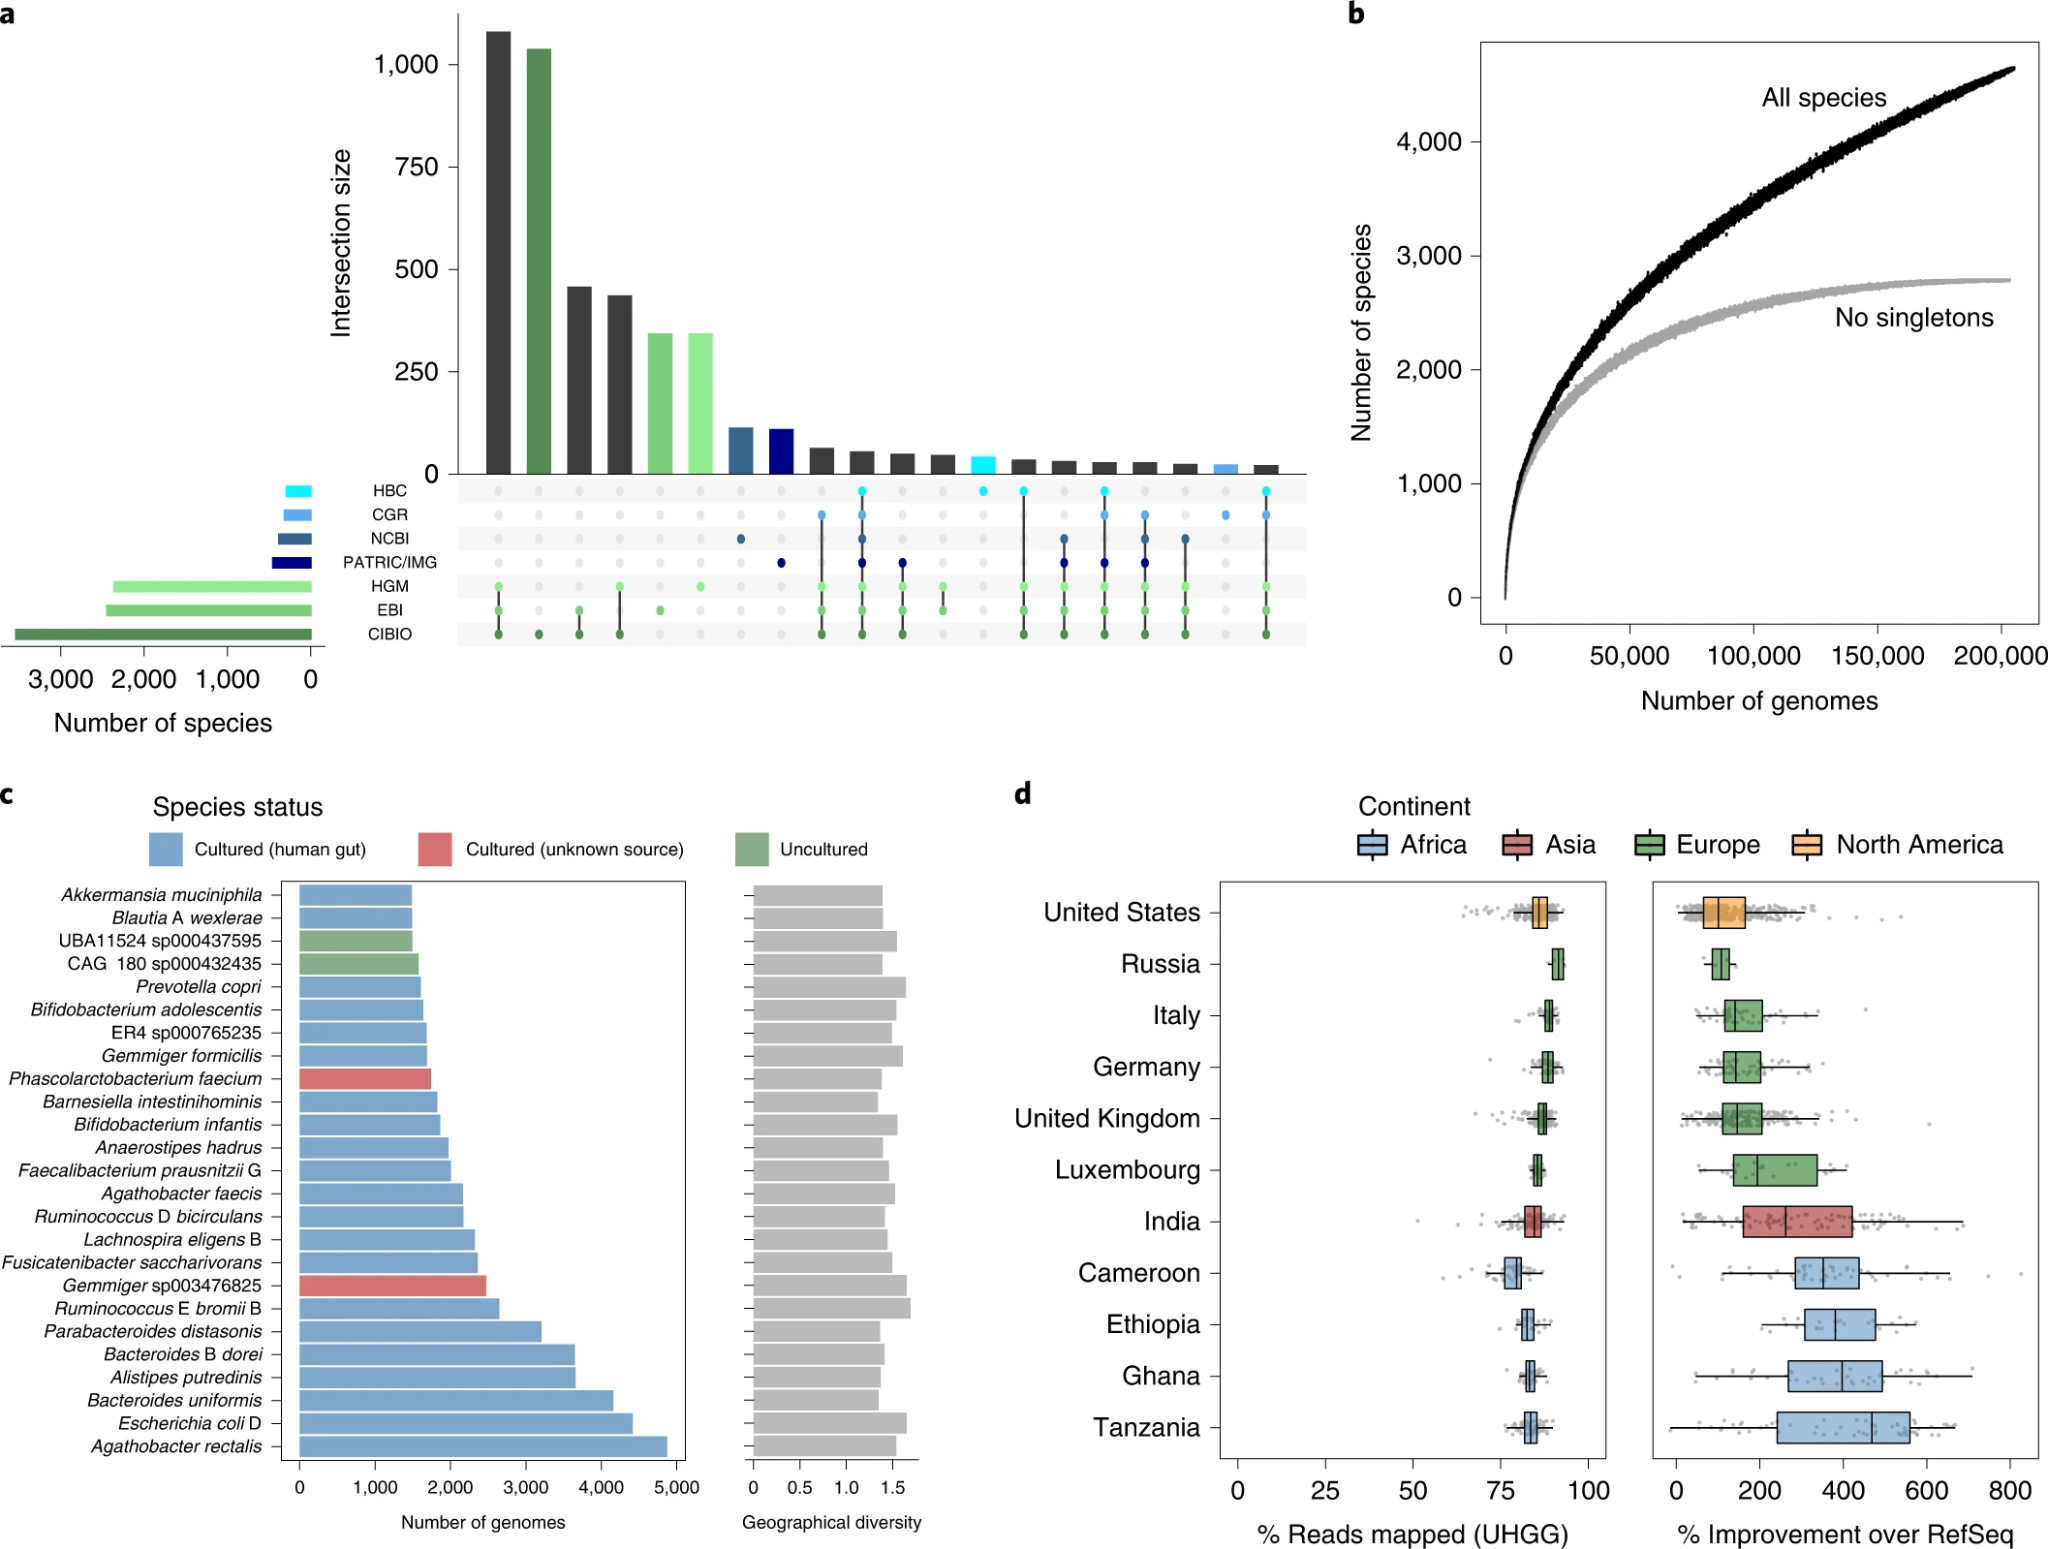 a
Intersection size
1,000
750
500
250
0
HBC
CGR
NCBI
PATRIC/IMG
HGM
EBI
CIBIO
3,000 2,000 1,000 0
Number of species
b
Number of species
4,000
3,000
2,000
1,000
0
All species
No singletons
0 50,000 100,000 150,000 200,000
Number of genomes
c
Species status
Cultured (human gut) Cultured (unknown source) Uncultured
Akkermansia muciniphila
Blautia A wexlerae
UBA11524 sp000437595
CAG 180 sp000432435
Prevotella copri
Bifidobacterium adolescentis
ER4 sp000765235
Gemmiger formicilis
Phascolarctobacterium faecium
Barnesiella intestinihominis
Bifidobacterium infantis
Anaerostipes hadrus
Faecalibacterium prausnitzii G
Agathobacter faecis
Ruminococcus D bicirculans
Lachnospira eligens B
Fusicatenibacter saccharivorans
Gemmiger sp003476825
Ruminococcus E bromii B
Parabacteroides distasonis
Bacteroides B dorei
Alistipes putredinis
Bacteroides uniformis
Escherichia coli D
Agathobacter rectalis
0 1,000 2,000 3,000 4,000 5,000
Number of genomes
0 0.5 1.0 1.5
Geographical diversity
d
Continent
Africa Asia Europe North America
United States
Russia
Italy
Germany
United Kingdom
Luxembourg
India
Cameroon
Ethiopia
Ghana
Tanzania
0 25 50 75 100
% Reads mapped (UHGG)
0 200 400 600 800
% Improvement over RefSeq